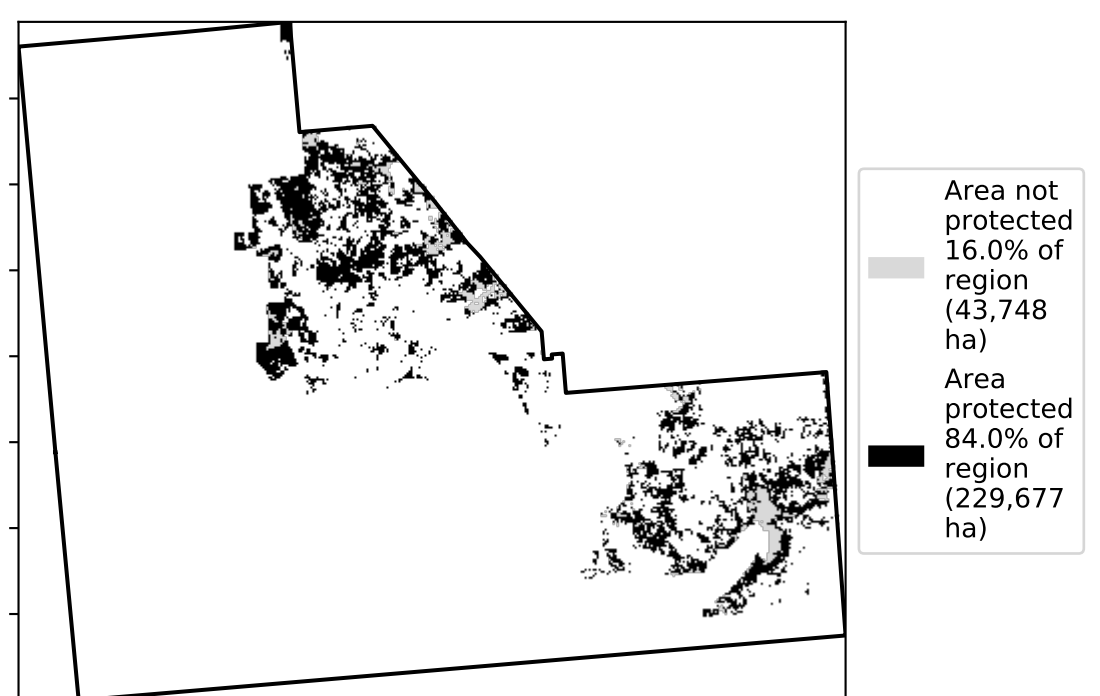 Area not
protected
16.0% of
region
(43,748
ha)
Area
protected
84.0% of
region
(229,677
ha)